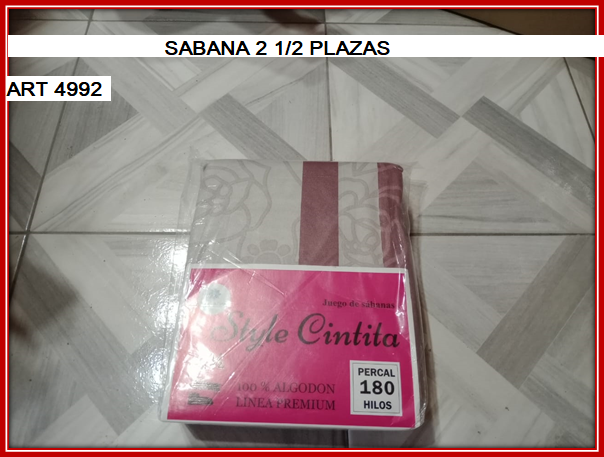 SABANA 2 1/2 PLAZAS
ART 4992
Juego de sabanas
Style Cintita
100 % ALGODON
LINEA PREMIUM
PERCAL
180
HILOS